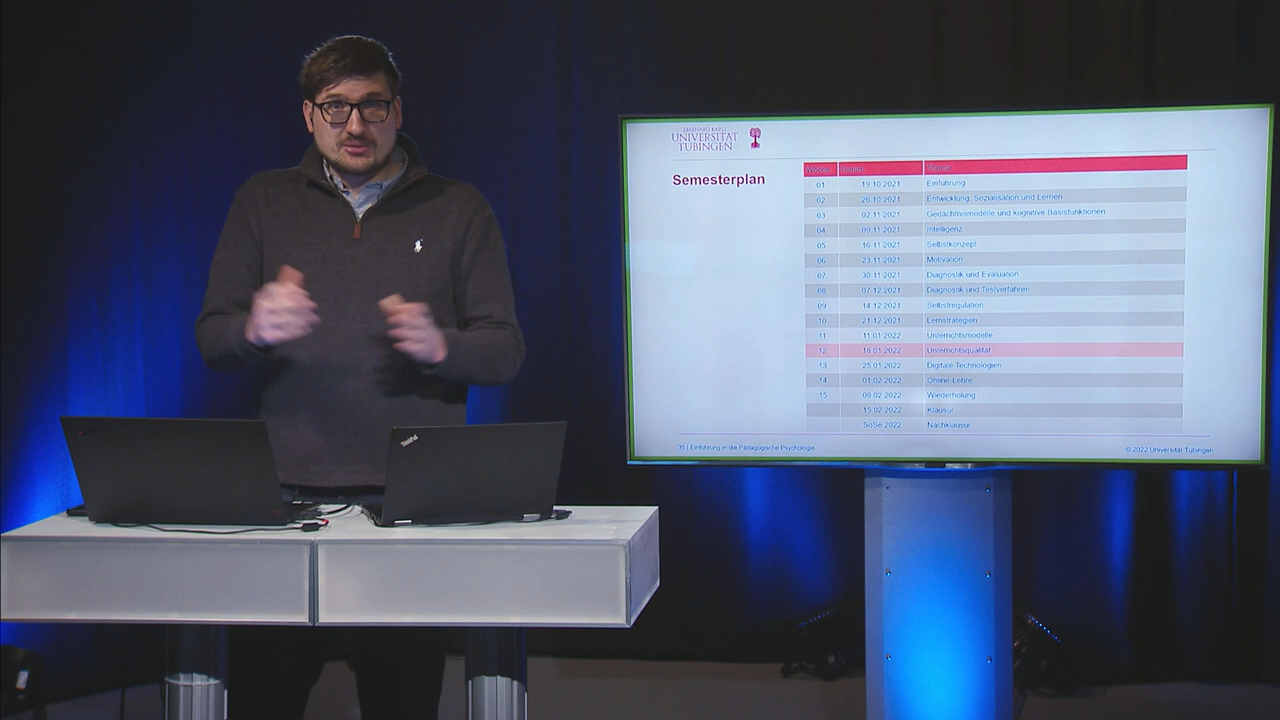 EBERHARD KARLS
UNIVERSITÄT
TÜBINGEN
Semesterplan
Woche Datum Thema
01 19.10.2021 Einführung
02 26.10.2021 Entwicklung, Sozialisation und Lernen
03 02.11.2021 Gedächtnismodelle und kognitive Basisfunktionen
04 09.11.2021 Intelligenz
05 16.11.2021 Selbstkonzept
06 23.11.2021 Motivation
07 30.11.2021 Diagnostik und Evaluation
08 07.12.2021 Diagnostik und Testverfahren
09 14.12.2021 Selbstregulation
10 21.12.2021 Lernstrategien
11 11.01.2022 Unterrichtsmodelle
12 18.01.2022 Unterrichtsqualität
13 25.01.2022 Digitale Technologien
14 01.02.2022 Online-Lehre
15 08.02.2022 Wiederholung
15.02.2022 Klausur
SoSe 2022 Nachklausur
35 | Einführung in die Pädagogische Psychologie
© 2022 Universität Tübingen
ThinkPad